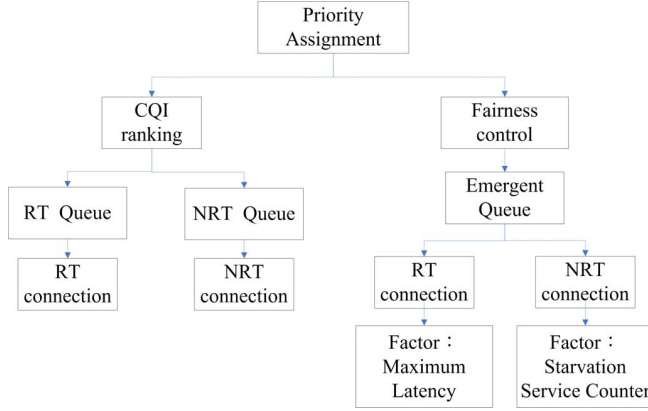 Priority
Assignment
CQI
ranking
Fairness
control
RT Queue
NRT Queue
Emergent
Queue
RT
connection
NRT
connection
RT
connection
NRT
connection
Factor：
Maximum
Latency
Factor：
Starvation
Service Counter